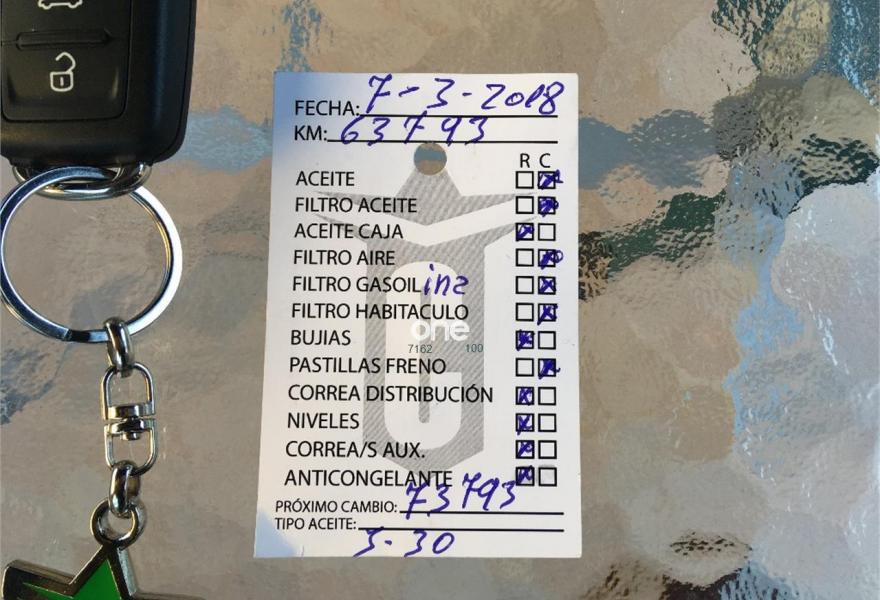 FECHA: 7-3-2018
KM: 63793
R C
ACEITE
FILTRO ACEITE
ACEITE CAJA
FILTRO AIRE
FILTRO GASOIL ina
FILTRO HABITACULO
one
BUJIAS
7162 100
PASTILLAS FRENO
CORREA DISTRIBUCIÓN
NIVELES
CORREA/S AUX.
ANTICONGELANTE
PRÓXIMO CAMBIO: 73793
TIPO ACEITE:
5-30